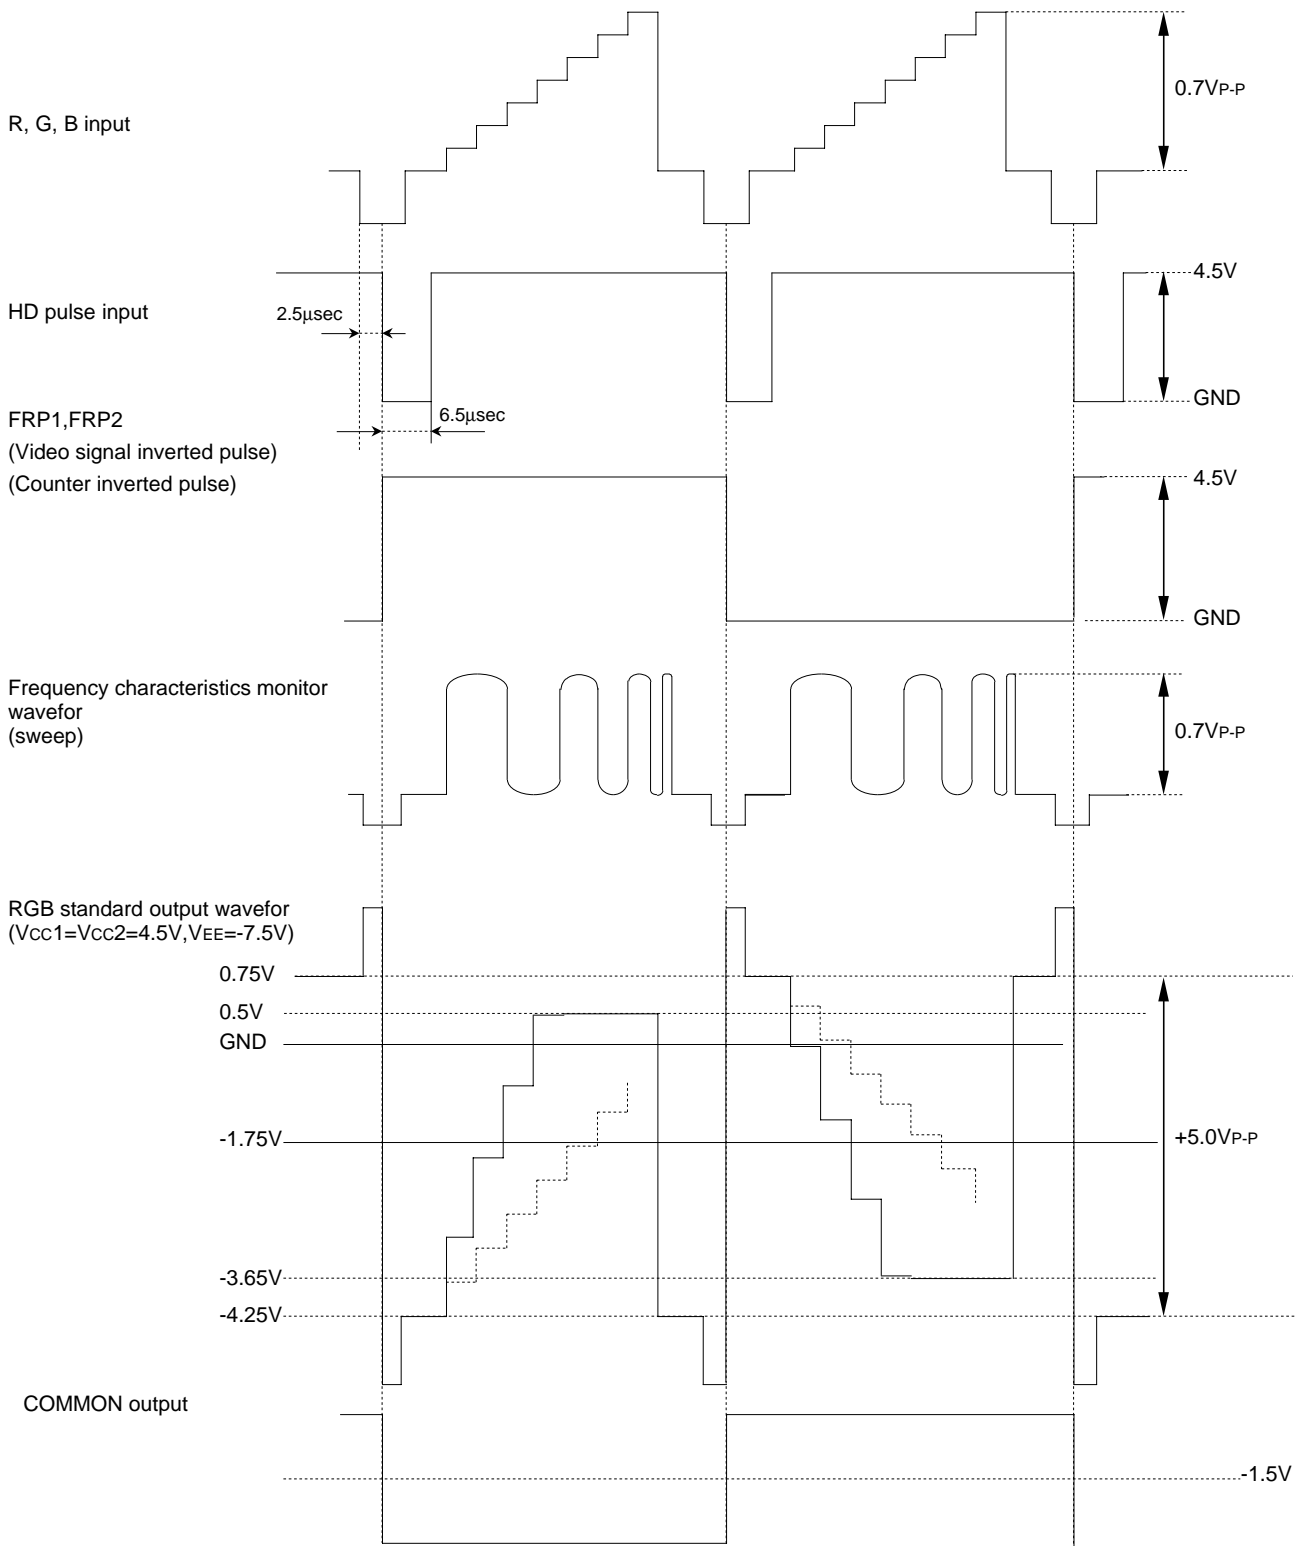 0.7VP-P
R, G, B input
4.5V
HD pulse input
2.5μsec
GND
6.5μsec
FRP1,FRP2
(Video signal inverted pulse)
(Counter inverted pulse)
4.5V
GND
Frequency characteristics monitor
wavefor
(sweep)
0.7VP-P
RGB standard output wavefor
(VCC1=VCC2=4.5V,VEE=-7.5V)
0.75V
0.5V
GND
-1.75V
+5.0VP-P
-3.65V
-4.25V
COMMON output
-1.5V